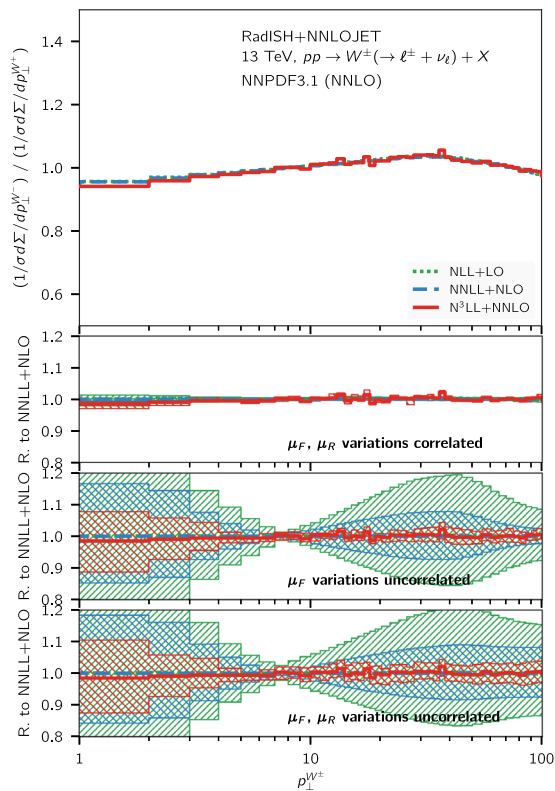 RadISH+NNLOJET
13 TeV, pp → W±(→ ℓ± + νℓ) + X
NNPDF3.1 (NNLO)
(1/σdΣ/dp⊥^W−) / (1/σdΣ/dp⊥^W+)
1.4
1.2
1.0
0.8
0.6
NLL+LO
NNLL+NLO
N³LL+NNLO
R. to NNLL+NLO
1.2
1.1
1.0
0.9
0.8
μF, μR variations correlated
R. to NNLL+NLO
1.2
1.1
1.0
0.9
0.8
μF variations uncorrelated
R. to NNLL+NLO
1.2
1.1
1.0
0.9
0.8
μF, μR variations uncorrelated
1 10 100
p⊥^W±